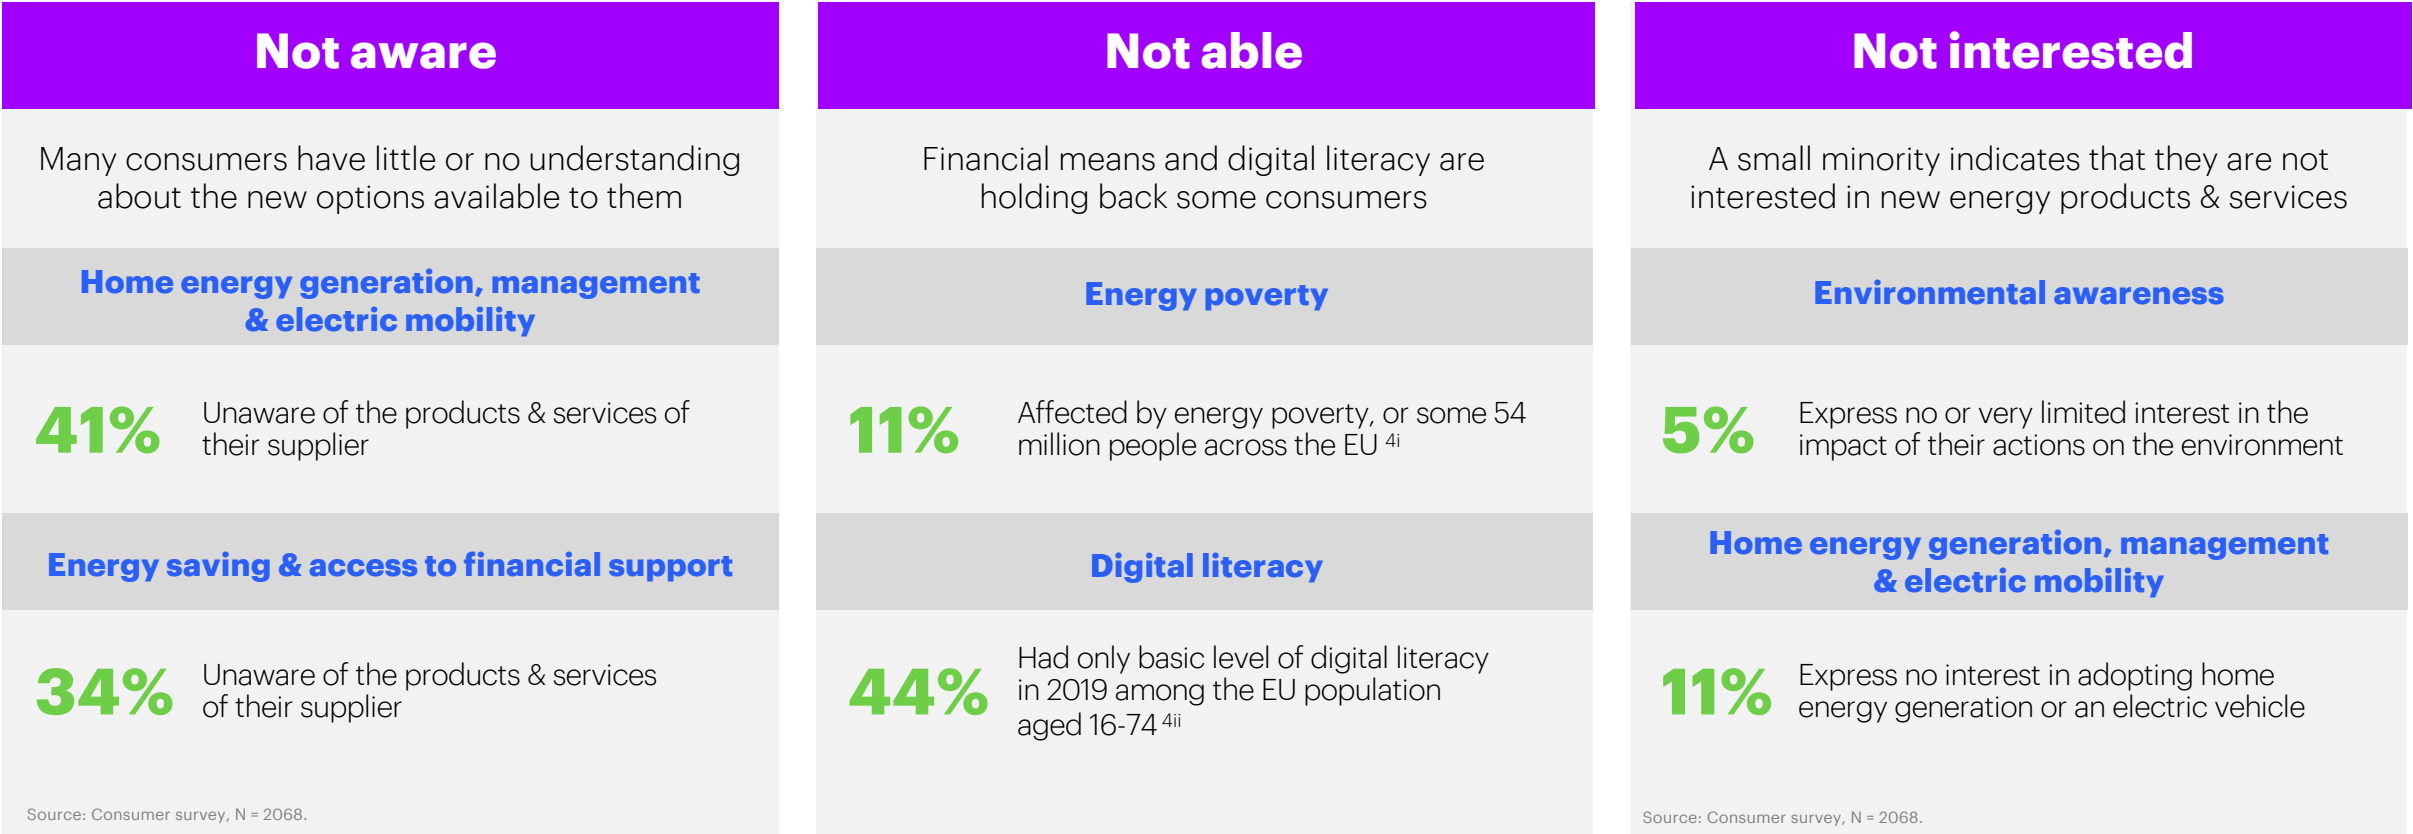 Not aware
Many consumers have little or no understanding
about the new options available to them
Home energy generation, management
& electric mobility
41%
Unaware of the products & services of
their supplier
Energy saving & access to financial support
34%
Unaware of the products & services
of their supplier
Source: Consumer survey, N = 2068.
Not able
Financial means and digital literacy are
holding back some consumers
Energy poverty
11%
Affected by energy poverty, or some 54
million people across the EU 4i
Digital literacy
44%
Had only basic level of digital literacy
in 2019 among the EU population
aged 16-74 4ii
Not interested
A small minority indicates that they are not
interested in new energy products & services
Environmental awareness
5%
Express no or very limited interest in the
impact of their actions on the environment
Home energy generation, management
& electric mobility
11%
Express no interest in adopting home
energy generation or an electric vehicle
Source: Consumer survey, N = 2068.